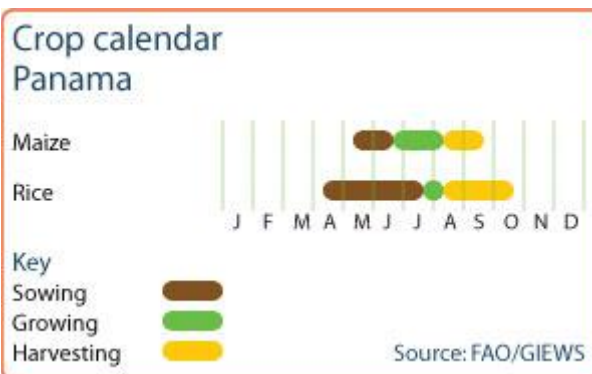 Crop calendar
Panama
Maize
Rice
J F M A M J J A S O N D
Key
Sowing
Growing
Harvesting
Source: FAO/GIEWS